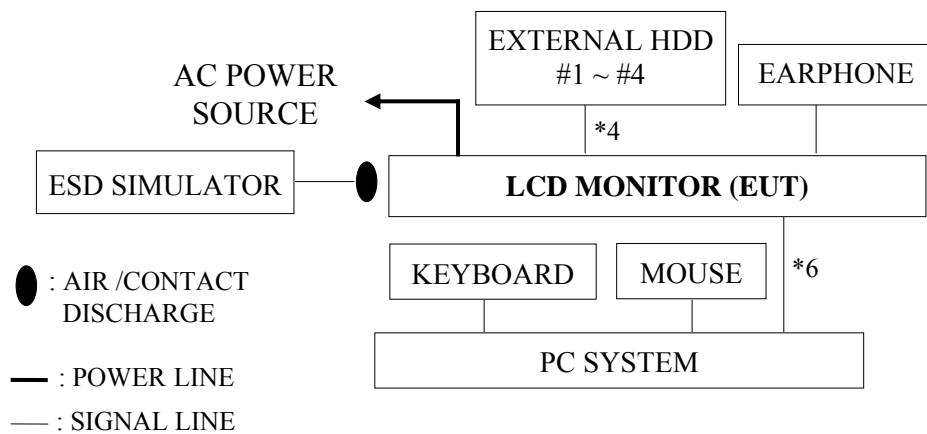 EXTERNAL HDD
#1 ~ #4
EARPHONE
AC POWER
SOURCE
*4
ESD SIMULATOR
LCD MONITOR (EUT)
KEYBOARD
MOUSE
*6
: AIR /CONTACT
DISCHARGE
PC SYSTEM
: POWER LINE
: SIGNAL LINE